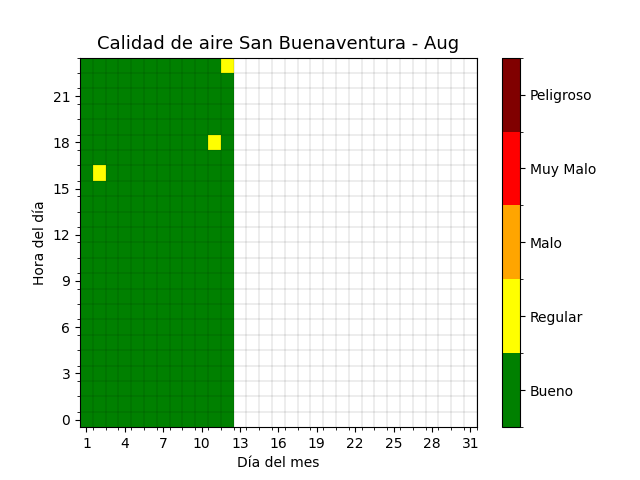 Calidad de aire San Buenaventura - Aug
Hora del día
21
18
15
12
9
6
3
0
1 4 7 10 13 16 19 22 25 28 31
Día del mes
Peligroso
Muy Malo
Malo
Regular
Bueno